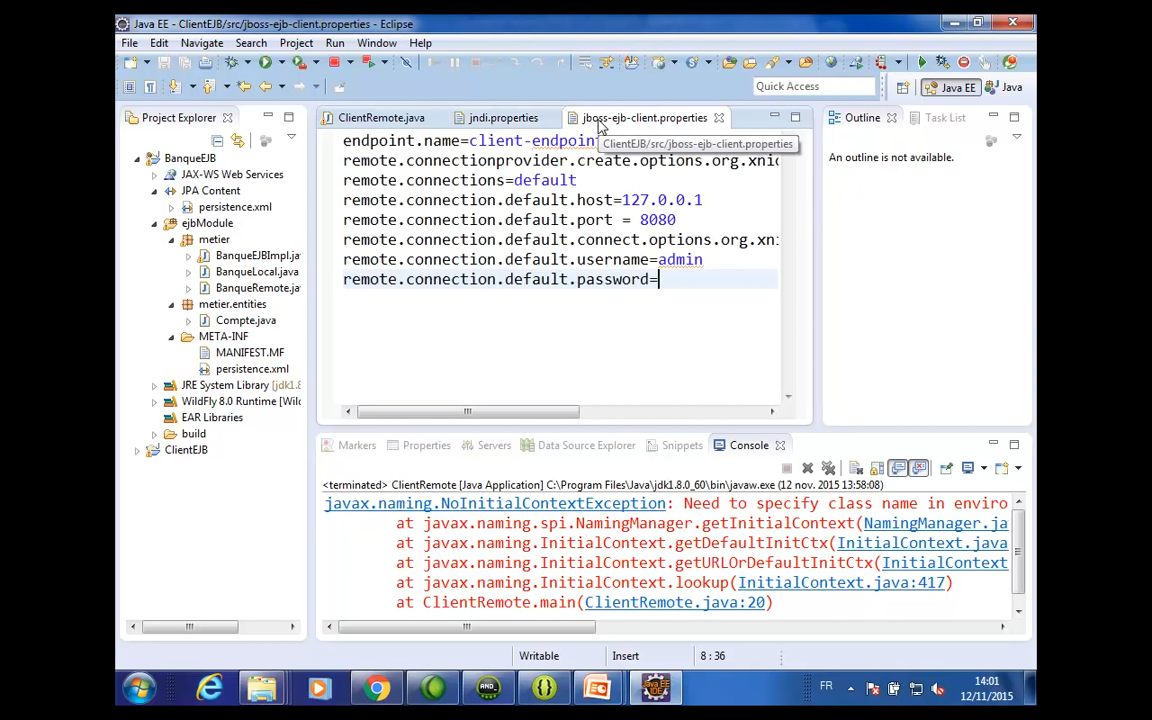 Java EE - ClientEJB/src/jboss-ejb-client.properties - Eclipse
File Edit Navigate Search Project Run Window Help
Quick Access
Java EE
Java
Project Explorer
BanqueEJB
JAX-WS Web Services
JPA Content
persistence.xml
ejbModule
metier
BanqueEJBImpl.j
BanqueLocal.java
BanqueRemote.ja
metier.entities
Compte.java
META-INF
MANIFEST.MF
persistence.xml
JRE System Library [jdk1.8
WildFly 8.0 Runtime [Wild
EAR Libraries
build
ClientEJB
ClientRemote.java
jndi.properties
jboss-ejb-client.properties
ClientEJB/src/jboss-ejb-client.properties
endpoint.name=client-endpoint
remote.connectionprovider.create.options.org.xnio
remote.connections=default
remote.connection.default.host=127.0.0.1
remote.connection.default.port = 8080
remote.connection.default.connect.options.org.xni
remote.connection.default.username=admin
remote.connection.default.password=
Outline
Task List
An outline is not available.
Markers
Properties
Servers
Data Source Explorer
Snippets
Console
<terminated> ClientRemote [Java Application] C:\Program Files\Java\jdk1.8.0_60\bin\javaw.exe (12 nov. 2015 13:58:08)
javax.naming.NoInitialContextException: Need to specify class name in enviro
at javax.naming.spi.NamingManager.getInitialContext(NamingManager.ja
at javax.naming.InitialContext.getDefaultInitCtx(InitialContext.java
at javax.naming.InitialContext.getURLOrDefaultInitCtx(InitialContext
at javax.naming.InitialContext.lookup(InitialContext.java:417)
at ClientRemote.main(ClientRemote.java:20)
Writable
Insert
8 : 36
FR
14:01
12/11/2015